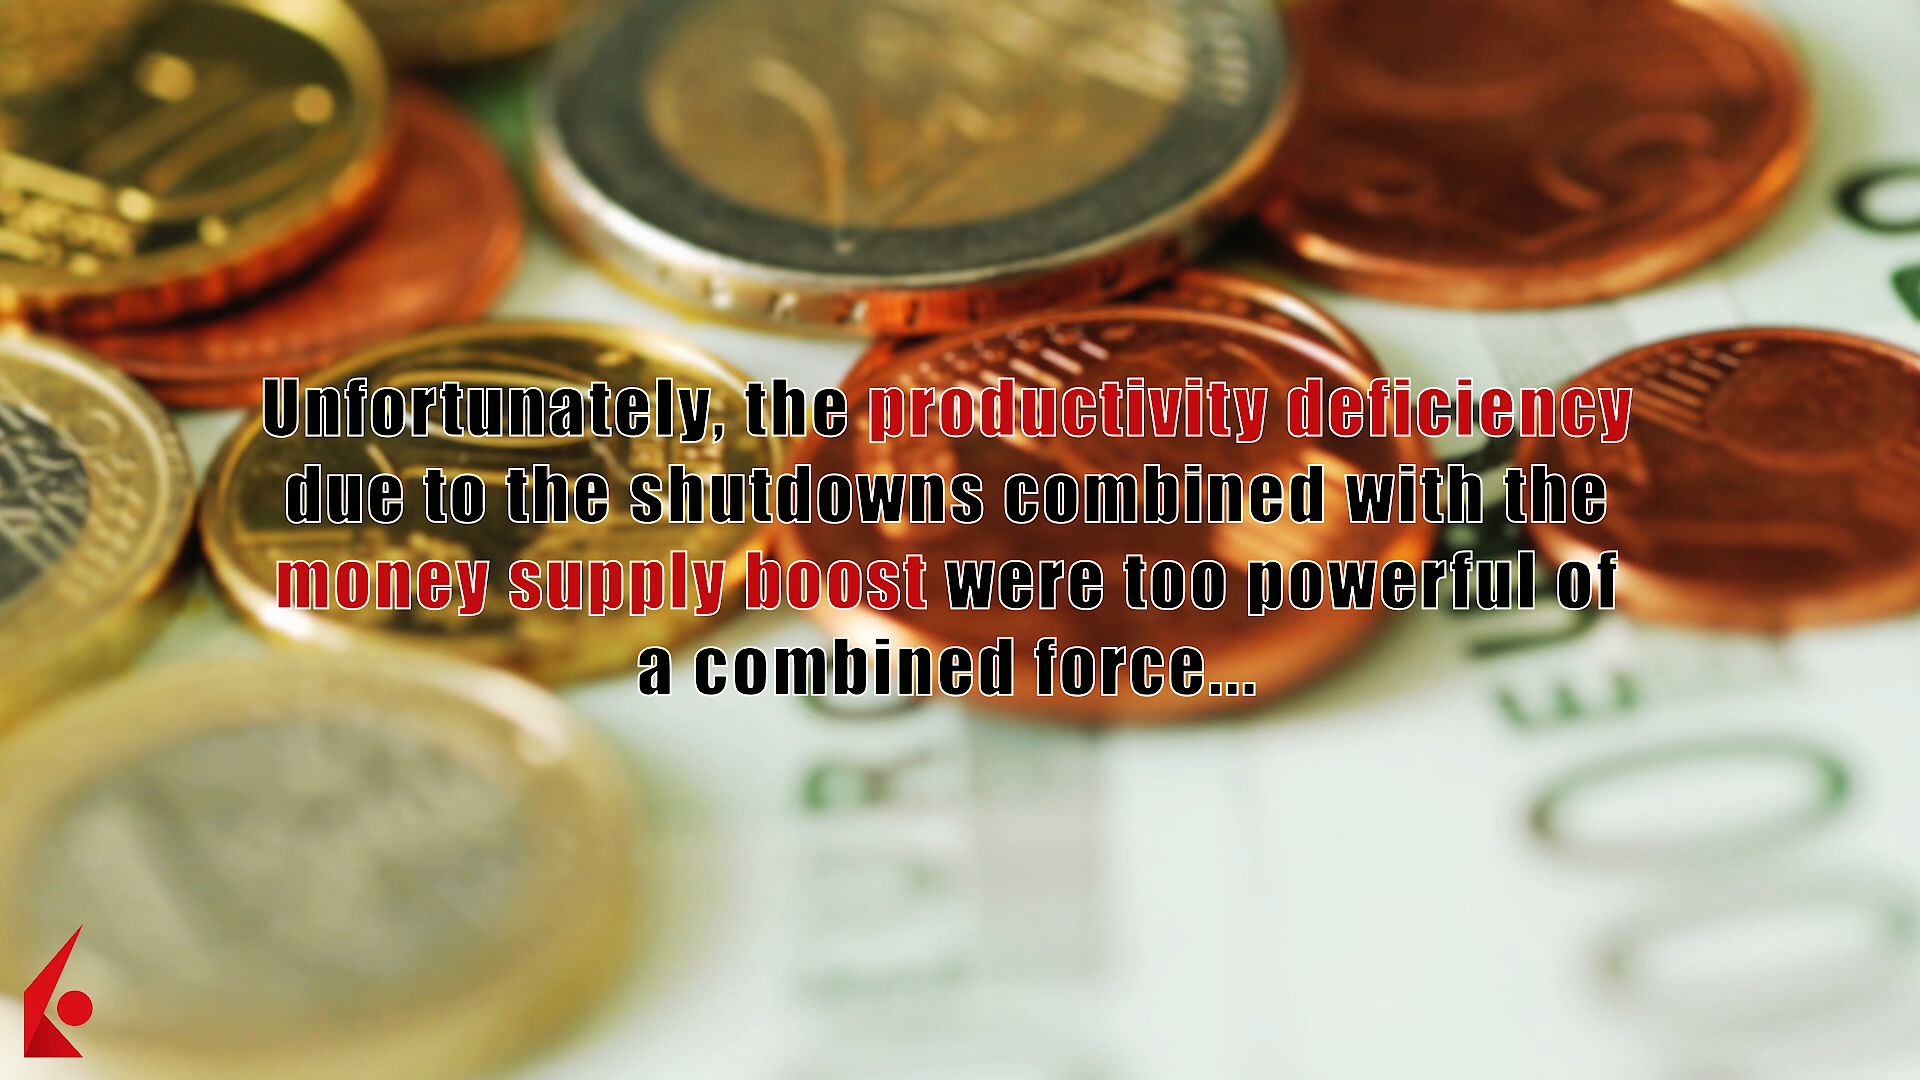 Unfortunately, the productivity deficiency
due to the shutdowns combined with the
money supply boost were too powerful of
a combined force...
EURO